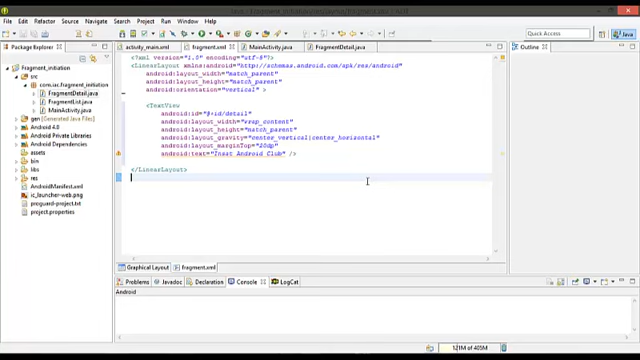 File Edit Refactor Source Navigate Search Project Run Window Help
Quick Access
Java
Package Explorer
activity_main.xml
fragment.xml
MainActivity.java
FragmentDetail.java
Outline
Fragment_initiation
src
com.iac.fragment_initiation
FragmentDetail.java
FragmentList.java
MainActivity.java
gen [Generated Java Files]
Android 4.0
Android Private Libraries
Android Dependencies
assets
bin
libs
res
AndroidManifest.xml
ic_launcher-web.png
proguard-project.txt
project.properties
<?xml version="1.0" encoding="utf-8"?>
<LinearLayout xmlns:android="http://schemas.android.com/apk/res/android"
android:layout_width="match_parent"
android:layout_height="match_parent"
android:orientation="vertical" >
<TextView
android:id="@+id/detail"
android:layout_width="wrap_content"
android:layout_height="match_parent"
android:layout_gravity="center_vertical|center_horizontal"
android:layout_marginTop="20dp"
android:text="Insat Android Club" />
</LinearLayout>
Graphical Layout
fragment.xml
Problems
Javadoc
Declaration
Console
LogCat
Android
121M of 405M